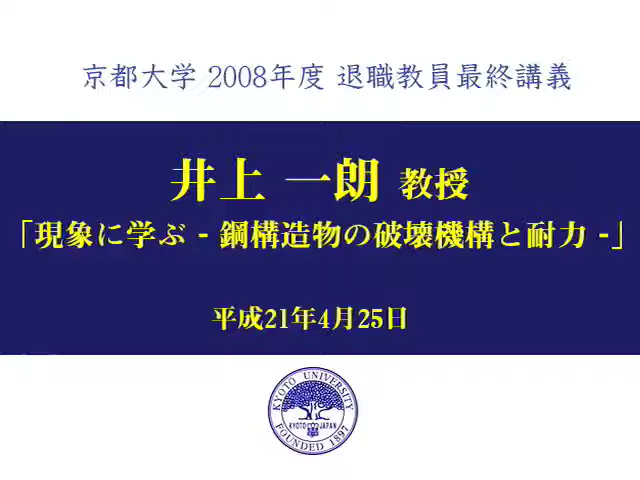 京都大学 2008年度 退職教員最終講義
井上 一朗 教授
「現象に学ぶ - 鋼構造物の破壊機構と耐力 -」
平成21年4月25日
KYOTO UNIVERSITY
KYOTO JAPAN
FOUNDED 1897